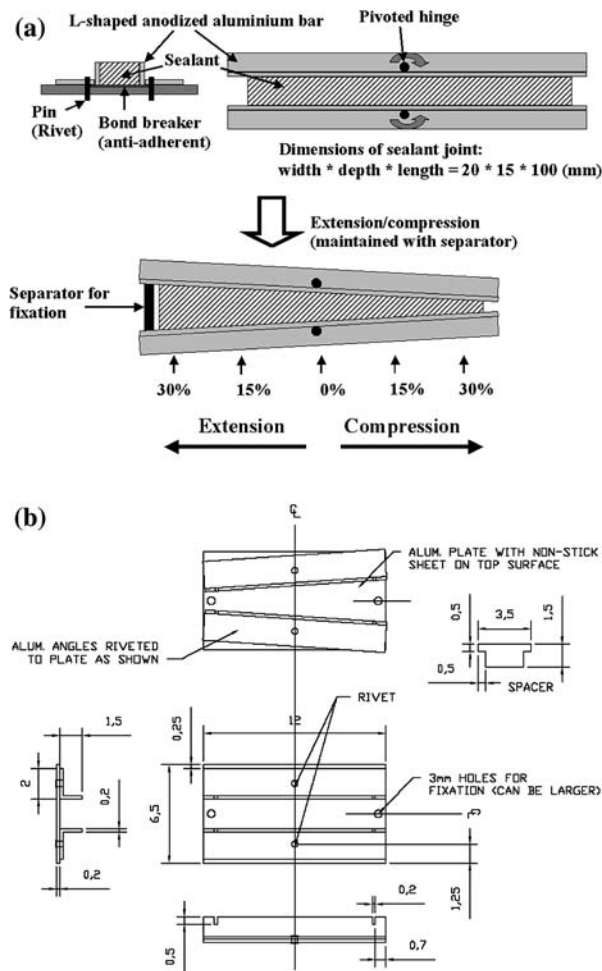 (a)
L-shaped anodized aluminium bar
Sealant
Pivoted hinge
Pin
(Rivet)
Bond breaker
(anti-adherent)
Dimensions of sealant joint:
width * depth * length = 20 * 15 * 100 (mm)
Extension/compression
(maintained with separator)
Separator for
fixation
30% 15% 0% 15% 30%
Extension Compression
(b)
ALUM. PLATE WITH NON-STICK
SHEET ON TOP SURFACE
ALUM. ANGLES RIVETED
TO PLATE AS SHOWN
0,5
3,5
1,5
0,5
SPACER
RIVET
12
0,25
1,5
2
0,2
6,5
3mm HOLES FOR
FIXATION (CAN BE LARGER)
0,2
1,25
0,2
0,5
0,7